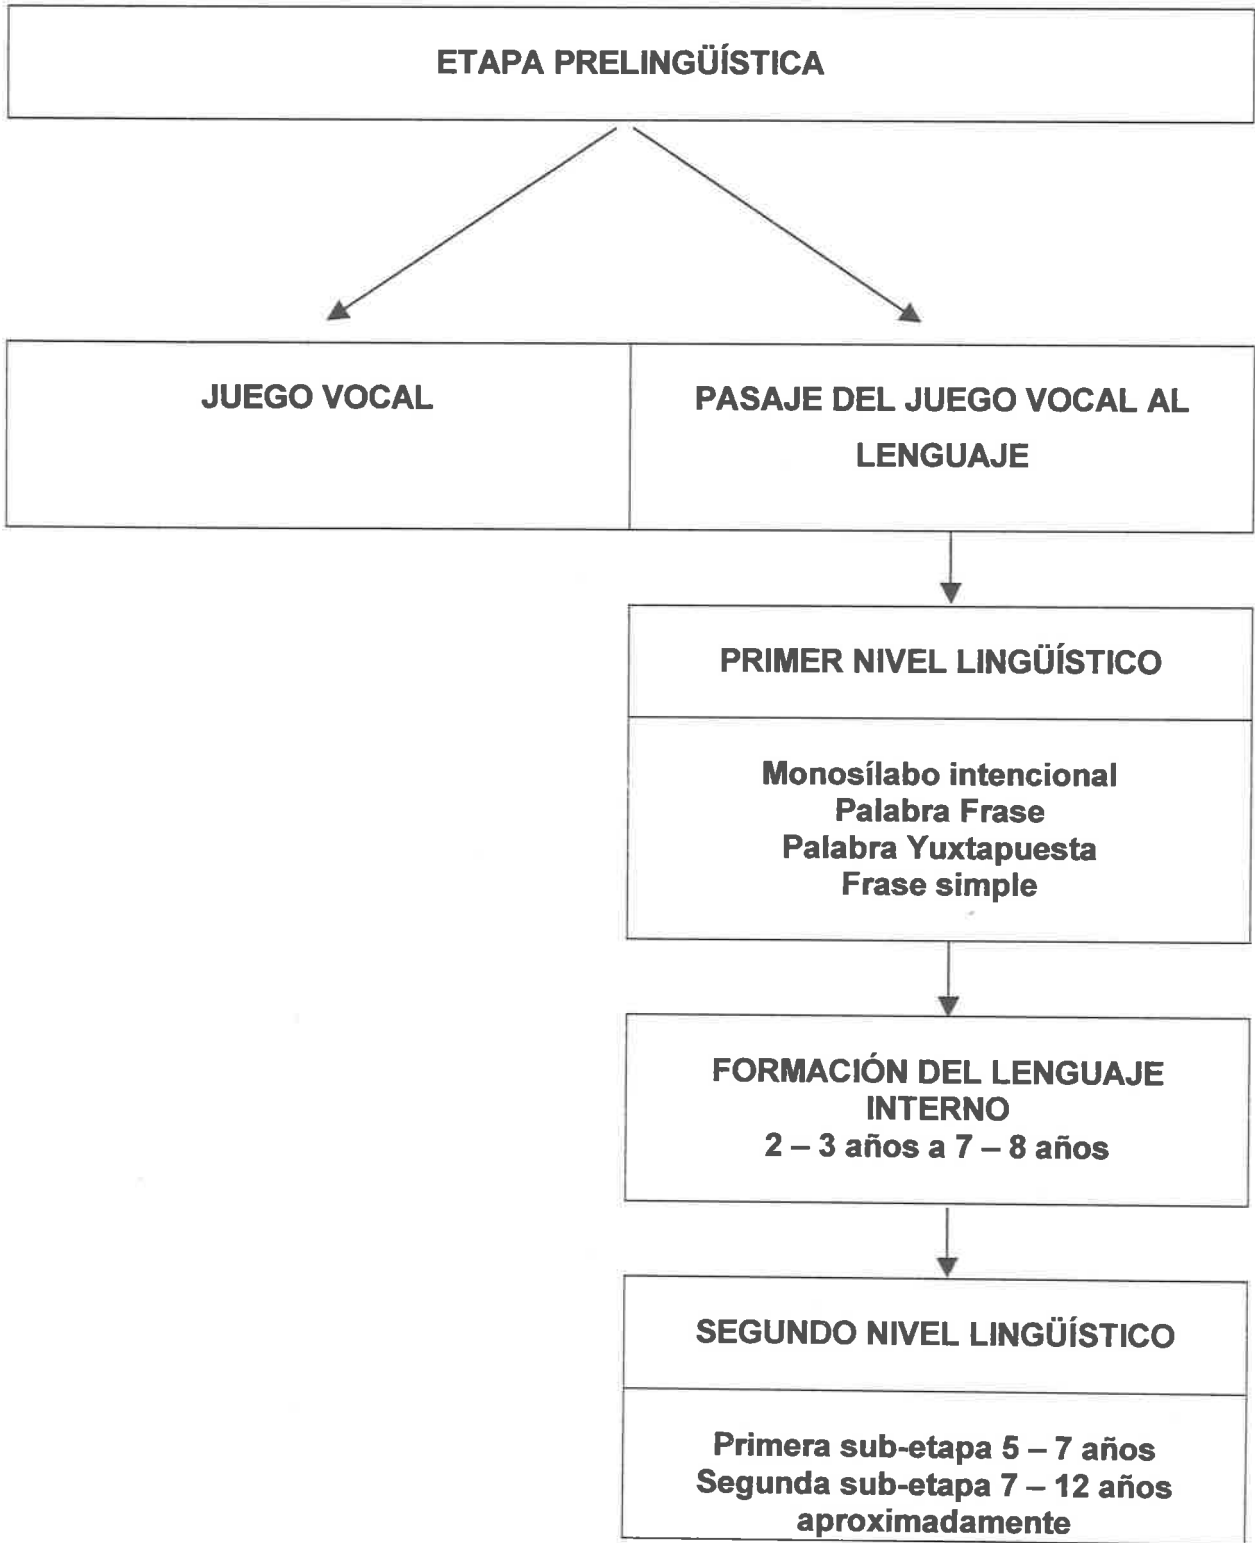 ETAPA PRELINGÜÍSTICA
JUEGO VOCAL
PASAJE DEL JUEGO VOCAL AL
LENGUAJE
PRIMER NIVEL LINGÜÍSTICO
Monosílabo intencional
Palabra Frase
Palabra Yuxtapuesta
Frase simple
FORMACIÓN DEL LENGUAJE
INTERNO
2 – 3 años a 7 – 8 años
SEGUNDO NIVEL LINGÜÍSTICO
Primera sub-etapa 5 – 7 años
Segunda sub-etapa 7 – 12 años
aproximadamente